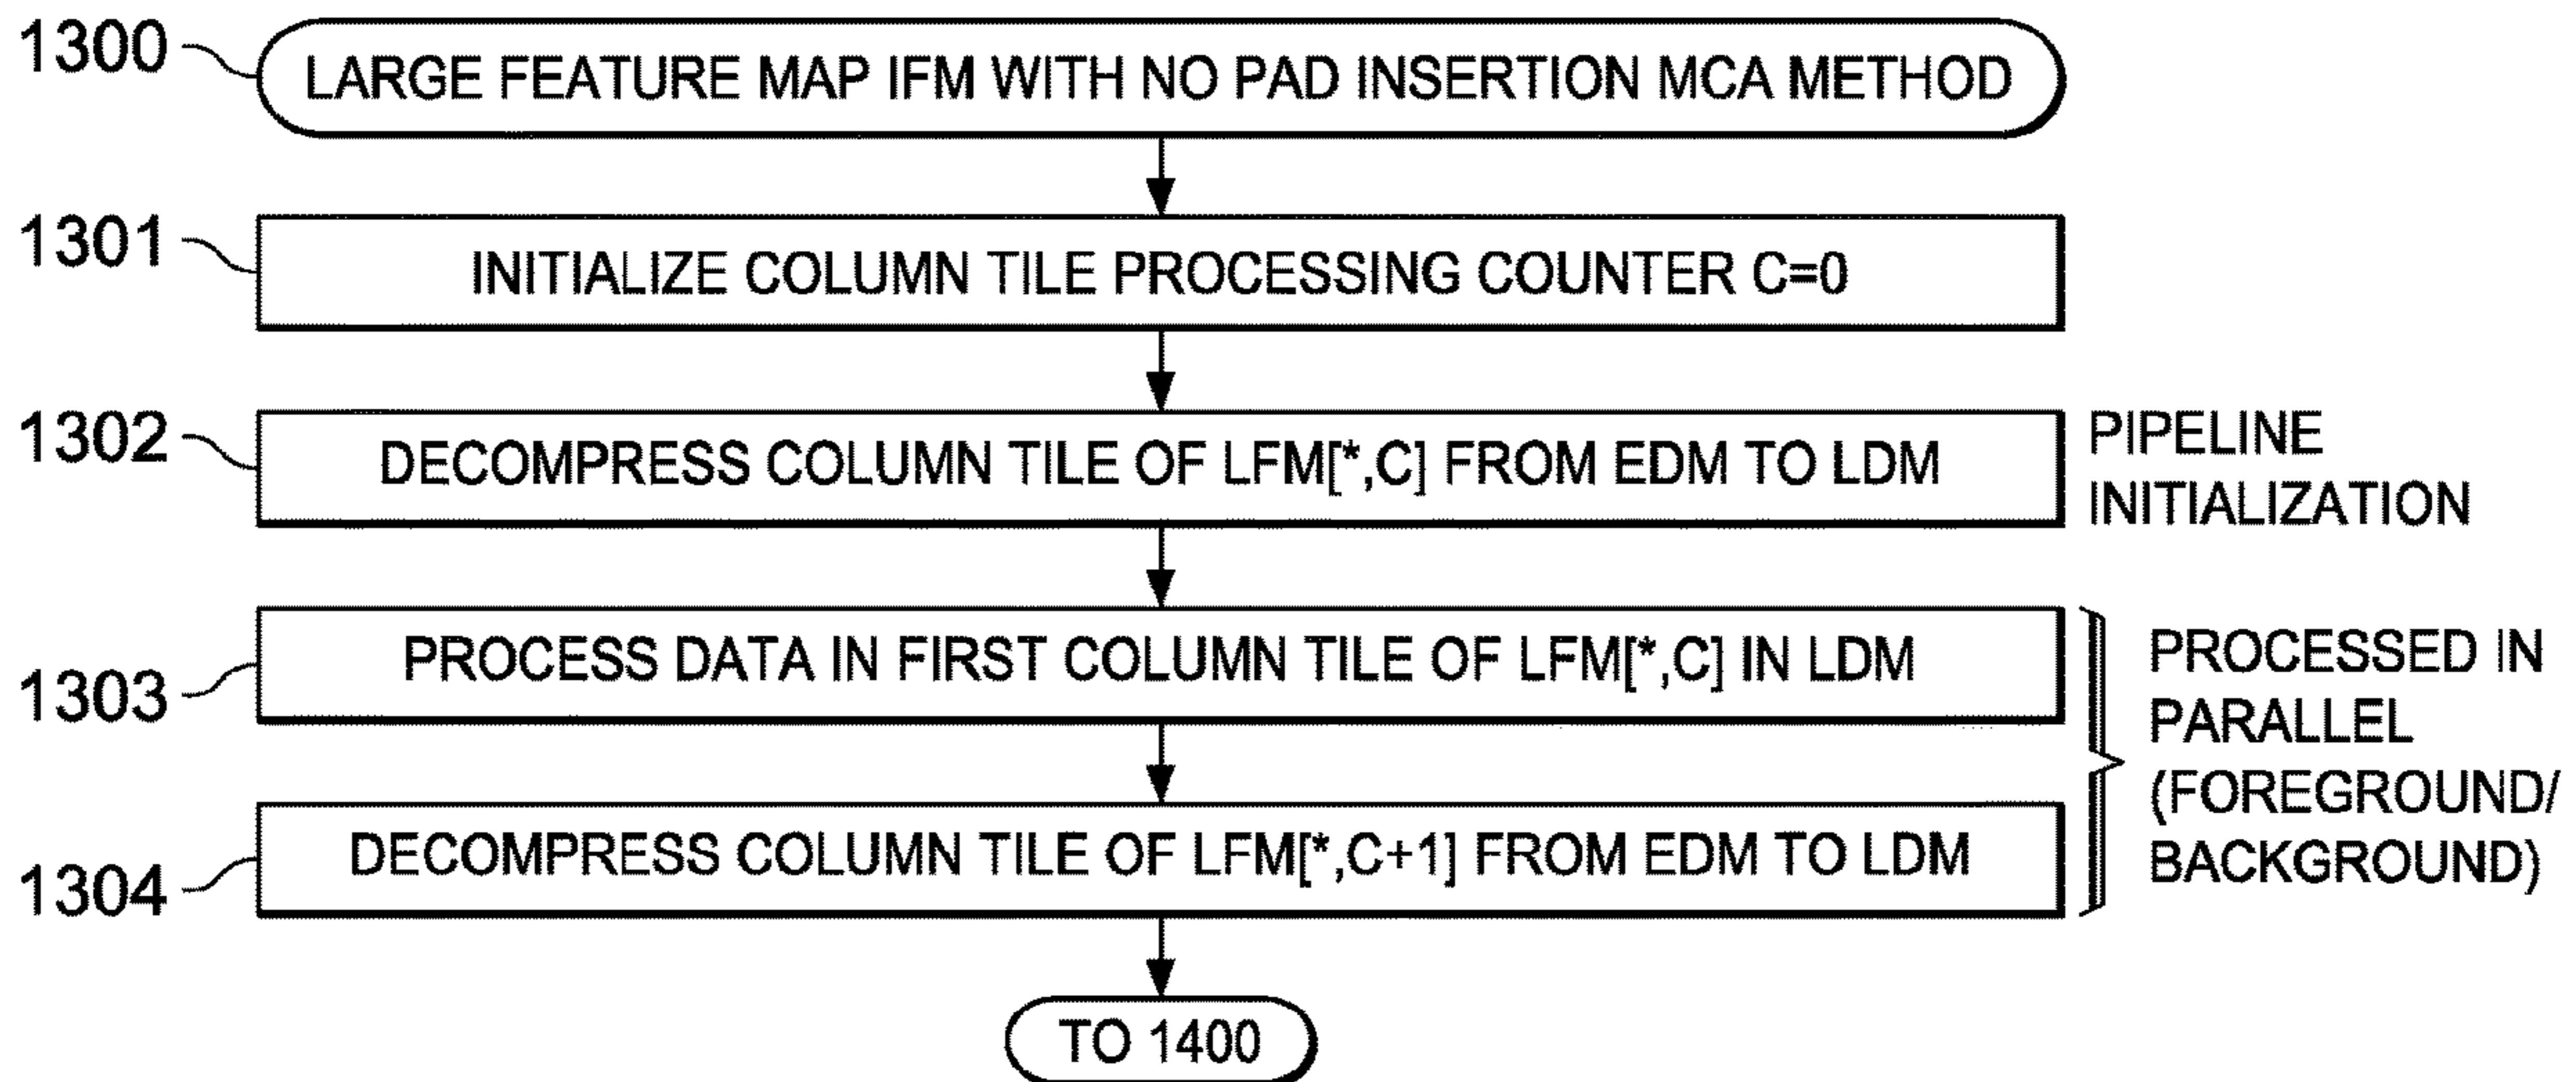 1300
LARGE FEATURE MAP IFM WITH NO PAD INSERTION MCA METHOD
1301
INITIALIZE COLUMN TILE PROCESSING COUNTER C=0
1302
DECOMPRESS COLUMN TILE OF LFM[*,C] FROM EDM TO LDM
PIPELINE
INITIALIZATION
1303
PROCESS DATA IN FIRST COLUMN TILE OF LFM[*,C] IN LDM
1304
DECOMPRESS COLUMN TILE OF LFM[*,C+1] FROM EDM TO LDM
PROCESSED IN
PARALLEL
(FOREGROUND/
BACKGROUND)
TO 1400